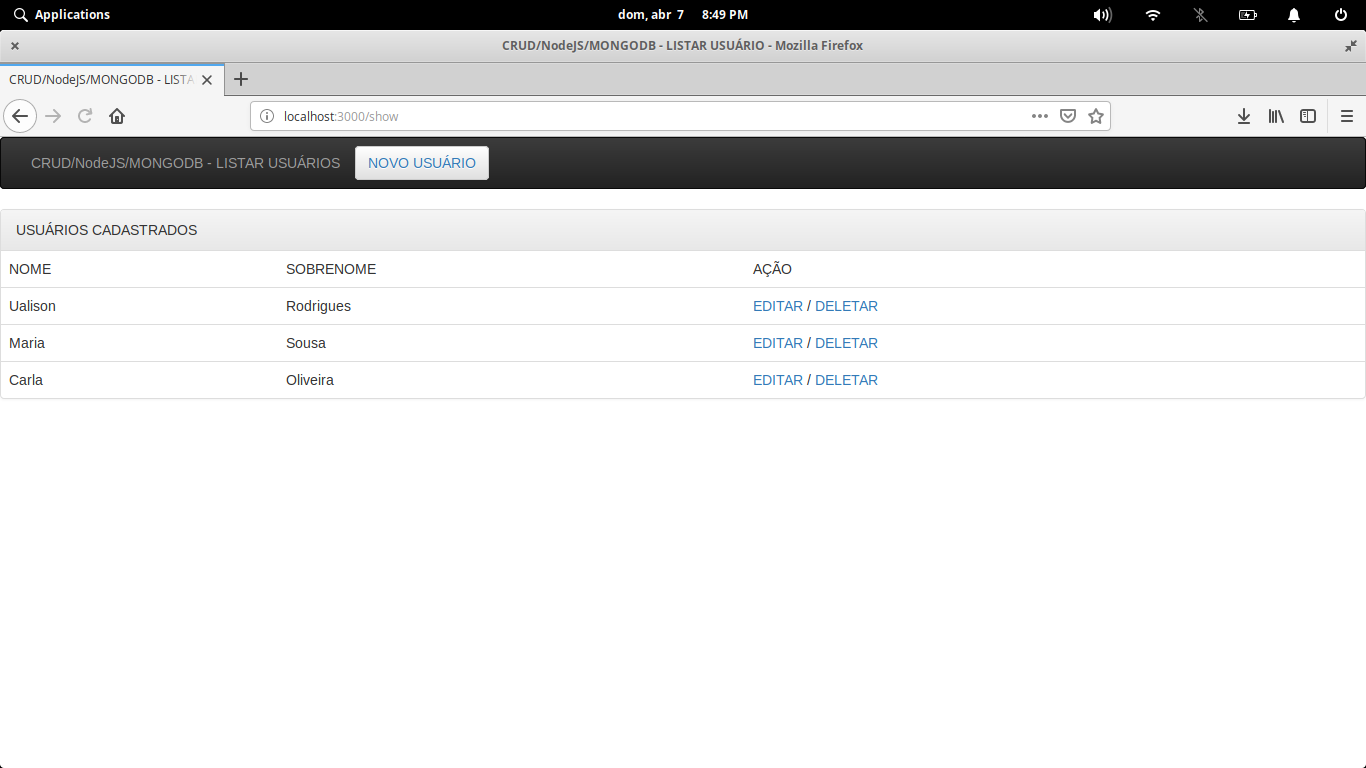 Applications dom, abr 7 8:49 PM
CRUD/NodeJS/MONGODB - LISTAR USUÁRIO - Mozilla Firefox
CRUD/NodeJS/MONGODB - LISTA
localhost:3000/show
CRUD/NodeJS/MONGODB - LISTAR USUÁRIOS NOVO USUÁRIO
USUÁRIOS CADASTRADOS
NOME SOBRENOME AÇÃO
Ualison Rodrigues EDITAR / DELETAR
Maria Sousa EDITAR / DELETAR
Carla Oliveira EDITAR / DELETAR